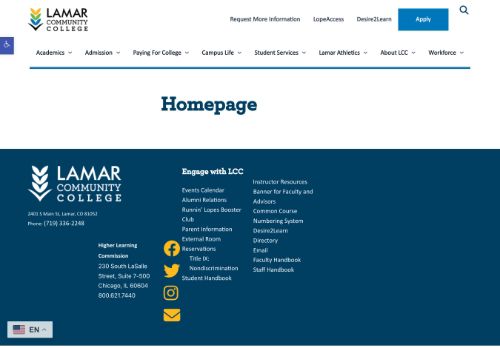 LAMAR
COMMUNITY
COLLEGE
Request More Information LopeAccess Desire2Learn Apply
Academics Admission Paying For College Campus Life Student Services Lamar Athletics About LCC Workforce
Homepage
LAMAR
COMMUNITY
COLLEGE
2401 S Main St, Lamar, CO 81052
Phone: (719) 336-2248
Higher Learning
Commission
230 South LaSalle
Street, Suite 7-500
Chicago, IL 60604
800.621.7440
Engage with LCC
Events Calendar
Alumni Relations
Runnin' Lopes Booster
Club
Parent Information
External Room
Reservations
Title IX:
Nondiscrimination
Student Handbook
Instructor Resources
Banner for Faculty and
Advisors
Common Course
Numbering System
Desire2Learn
Directory
Email
Faculty Handbook
Staff Handbook
EN